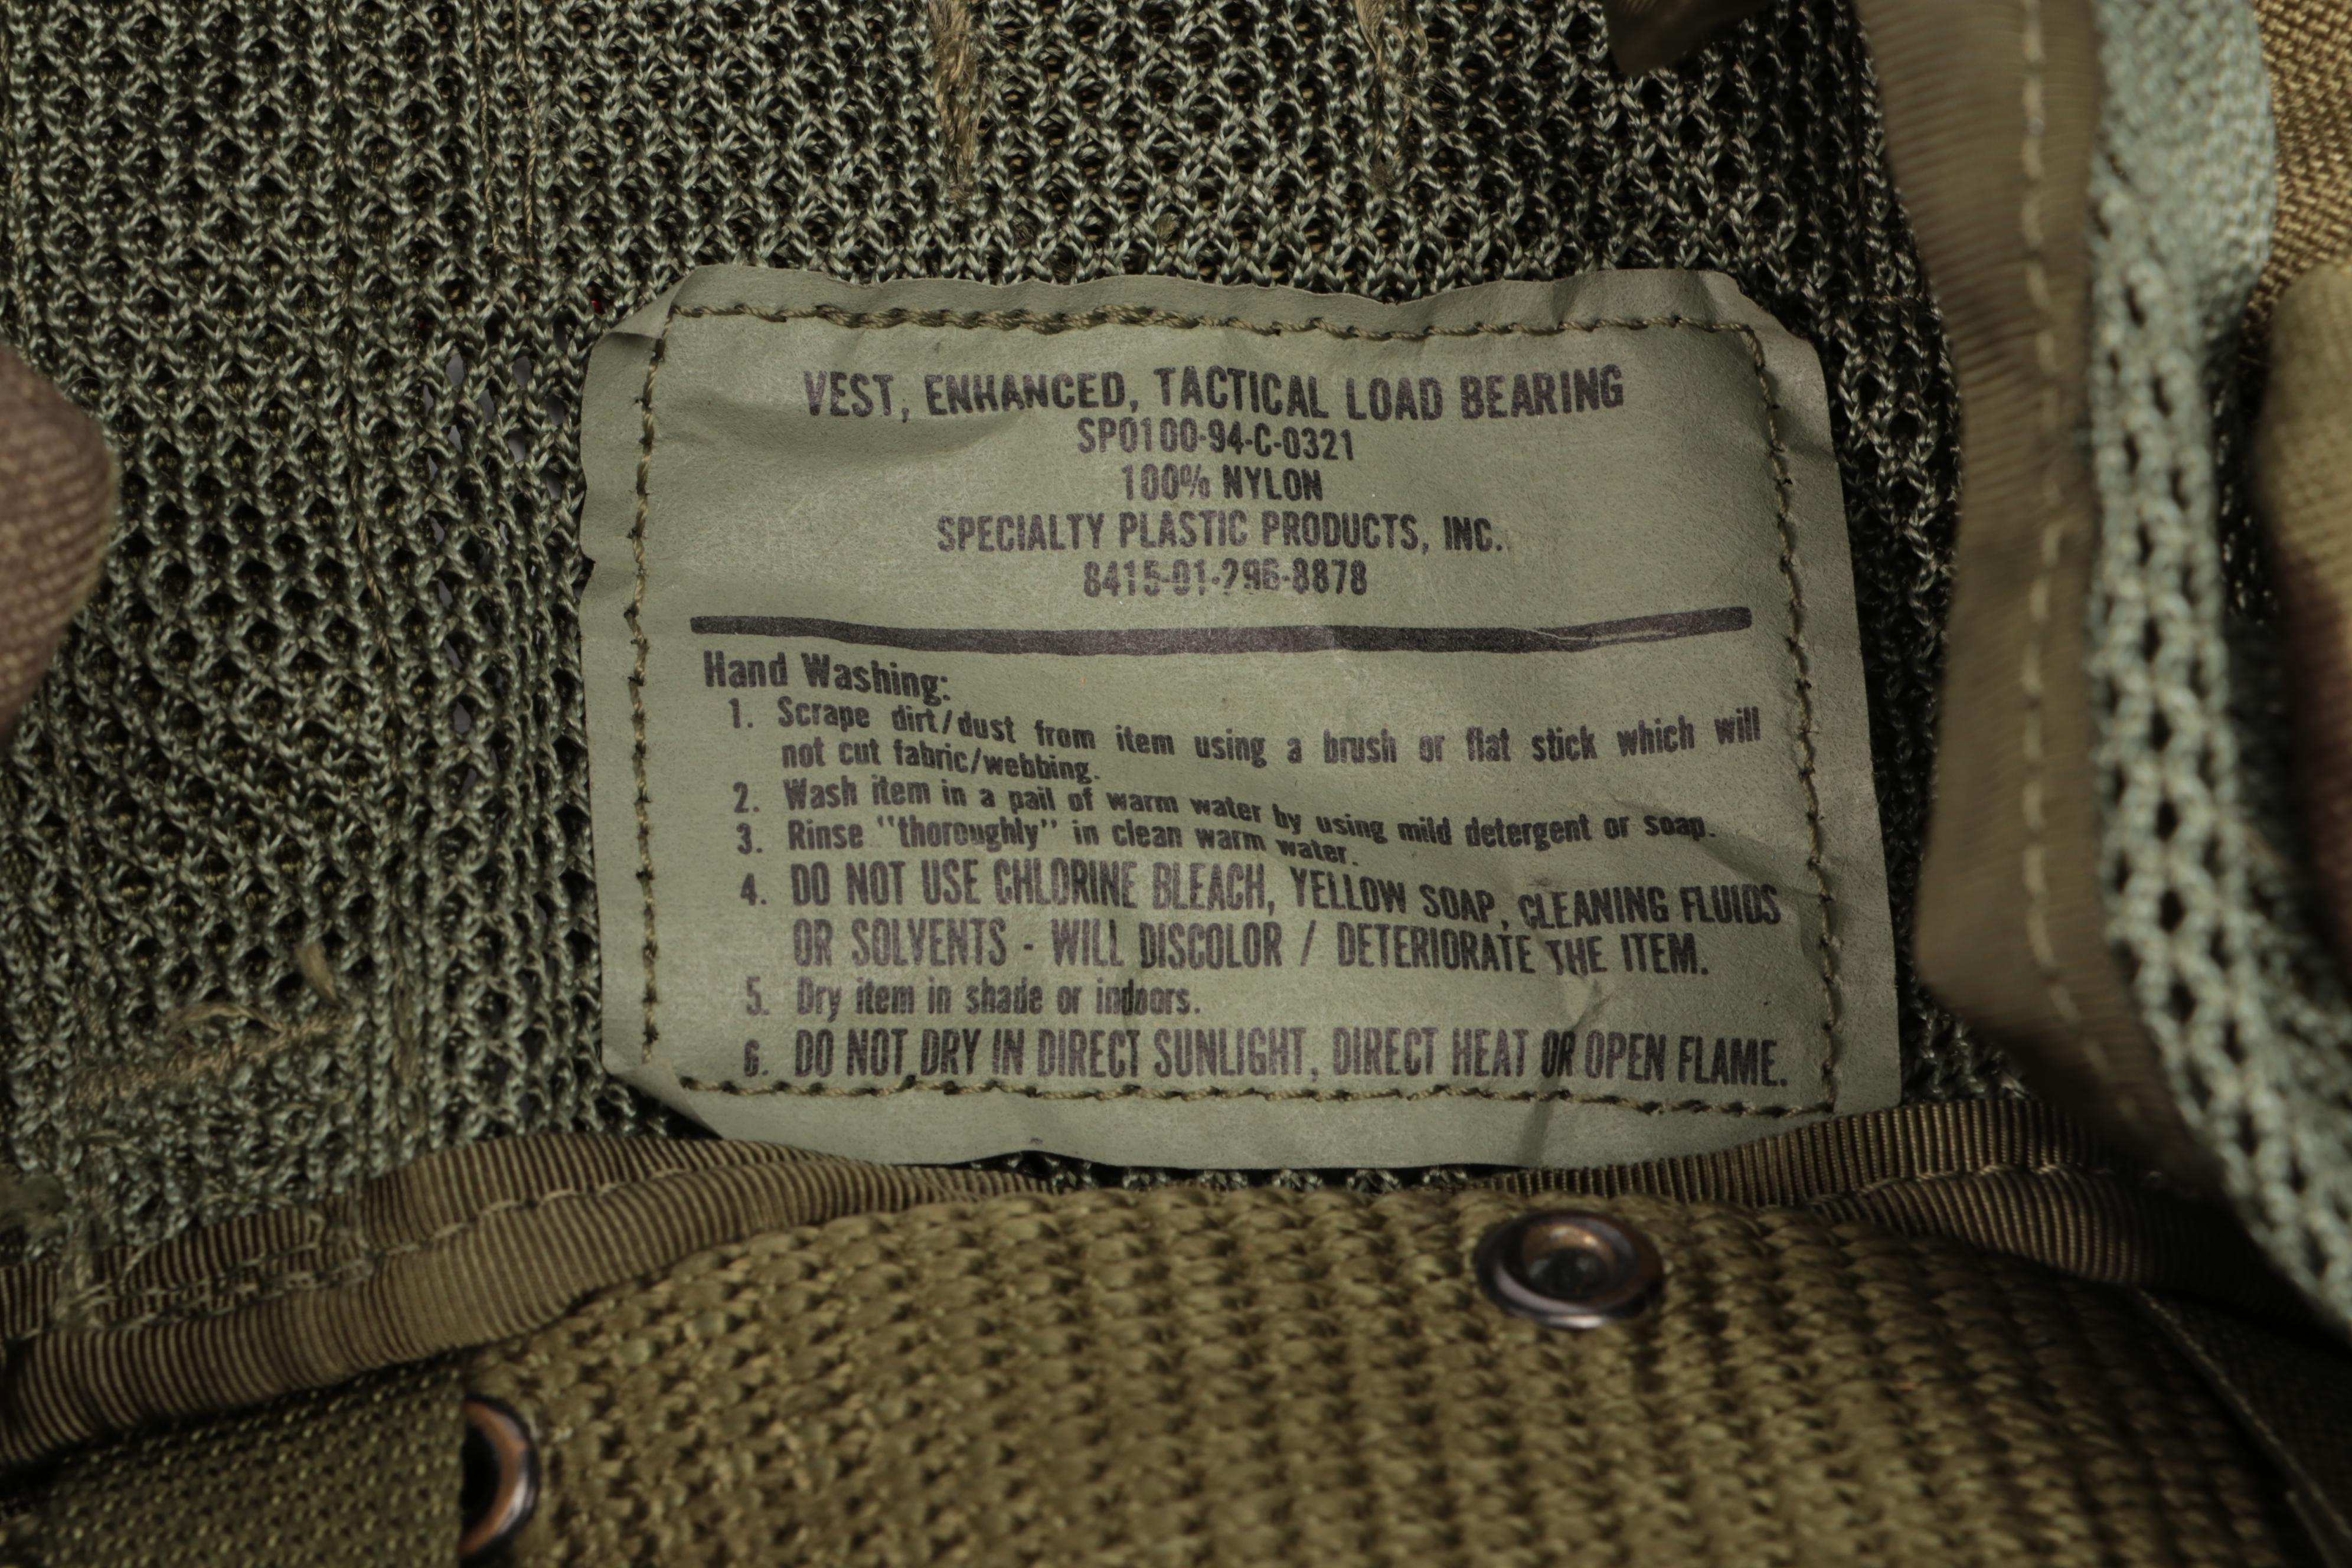 VEST, ENHANCED, TACTICAL LOAD BEARING
SP0100-94-C-0321
100% NYLON
SPECIALTY PLASTIC PRODUCTS, INC.
8415-01-296-8878
Hand Washing:
1. Scrape dirt/dust from item using a brush or flat stick which will
not cut fabric/webbing.
2. Wash item in a pail of warm water by using mild detergent or soap.
3. Rinse "thoroughly" in clean warm water.
4. DO NOT USE CHLORINE BLEACH, YELLOW SOAP, CLEANING FLUIDS
OR SOLVENTS - WILL DISCOLOR / DETERIORATE THE ITEM.
5. Dry item in shade or indoors.
6. DO NOT DRY IN DIRECT SUNLIGHT, DIRECT HEAT OR OPEN FLAME.